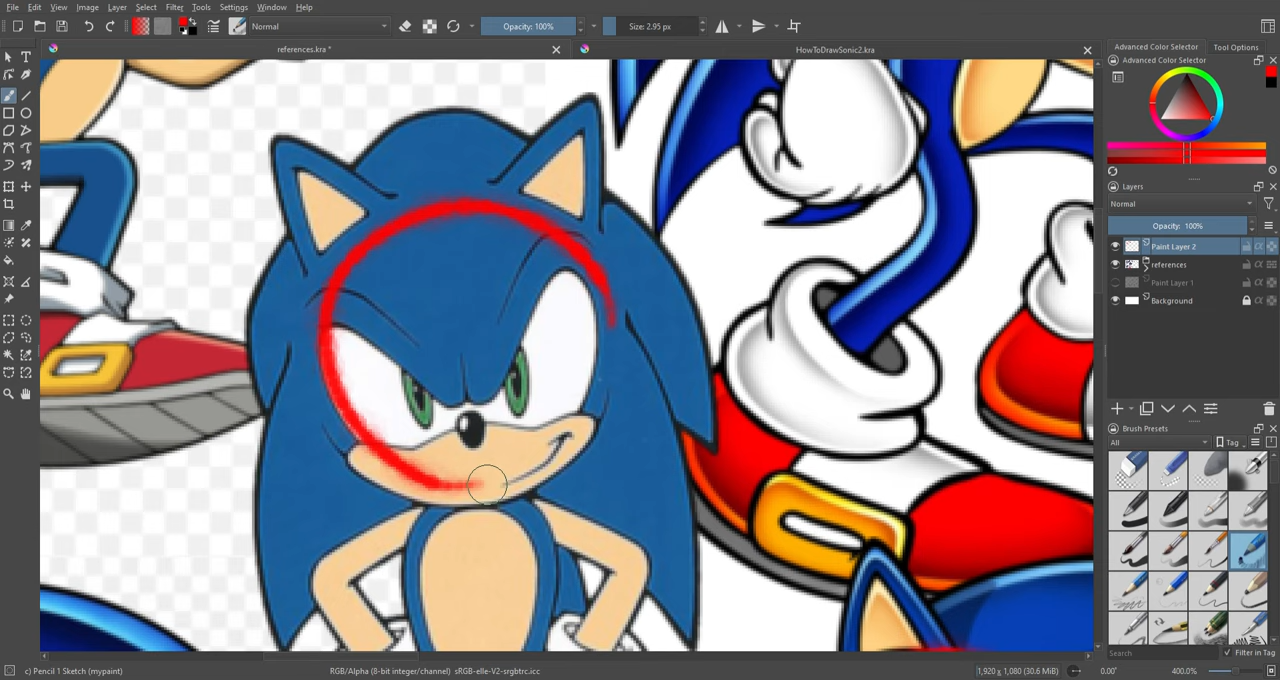 File Edit View Image Layer Select Filter Tools Settings Window Help
Normal
Opacity: 100%
Size: 2.95 px
references.kra *
HowToDrawSonic2.kra
Advanced Color Selector
Tool Options
Advanced Color Selector
Layers
Normal
Opacity: 100%
Paint Layer 2
references
Paint Layer 1
Background
Brush Presets
All
Tag
Search
Filter in Tag
c) Pencil 1 Sketch (mypaint)
RGB/Alpha (8-bit integer/channel) sRGB-elle-V2-srgbtrc.icc
1,920 x 1,080 (30.6 MiB)
0.00°
400.0%